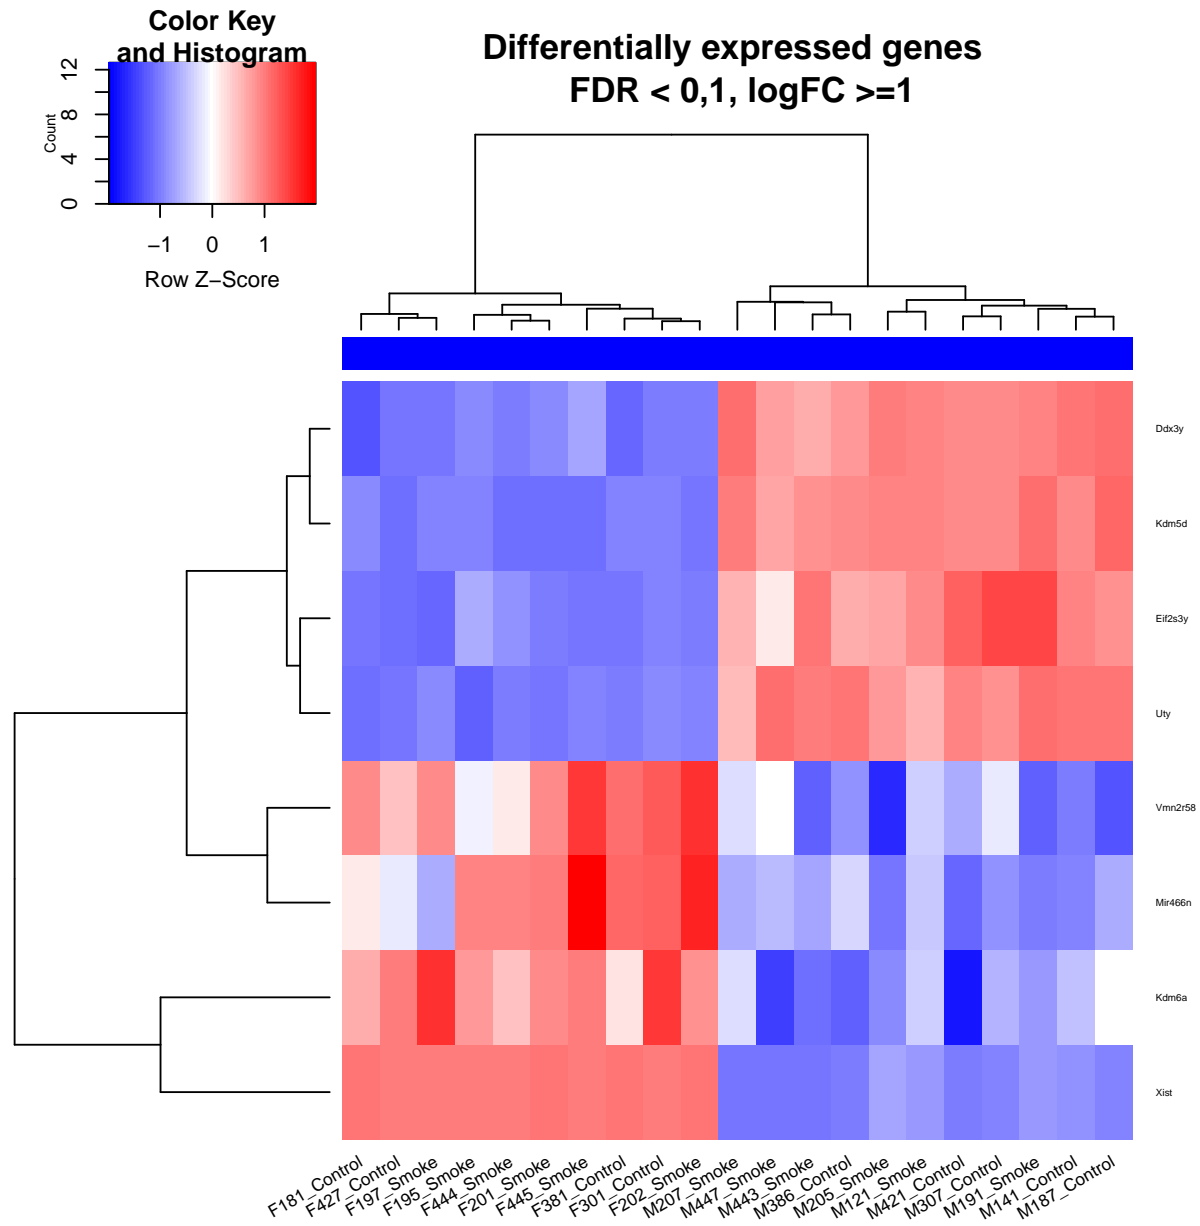 Color Key
and Histogram
Differentially expressed genes
FDR < 0,1, logFC >=1
Count
12
8
4
0
−1 0 1
Row Z−Score
Ddx3y
Kdm5d
Eif2s3y
Uty
Vmn2r58
Mir466n
Kdm6a
Xist
F181_Control
F427_Control
F197_Smoke
F195_Smoke
F444_Smoke
F201_Smoke
F445_Smoke
F381_Control
F301_Control
F202_Smoke
M207_Smoke
M447_Smoke
M443_Smoke
M386_Control
M205_Smoke
M121_Smoke
M421_Control
M307_Control
M191_Smoke
M141_Control
M187_Control